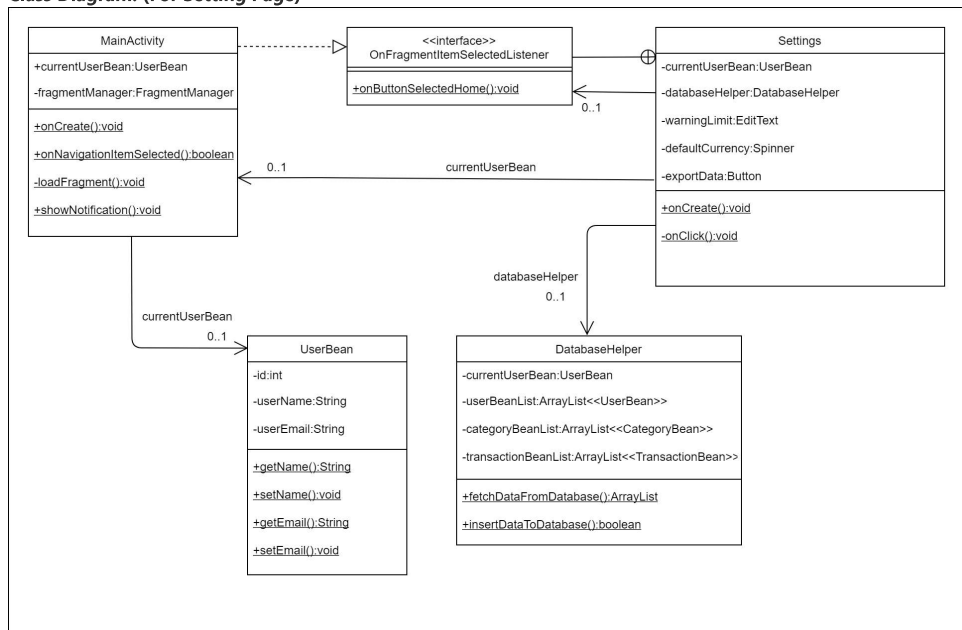 Class Diagram: (For Setting Page)
MainActivity
+currentUserBean:UserBean
-fragmentManager:FragmentManager
+onCreate():void
+onNavigationItemSelected():boolean
-loadFragment():void
+showNotification():void
<<interface>>
OnFragmentItemSelectedListener
+onButtonSelectedHome():void
Settings
-currentUserBean:UserBean
-databaseHelper:DatabaseHelper
-warningLimit:EditText
-defaultCurrency:Spinner
-exportData:Button
+onCreate():void
-onClick():void
0..1
0..1
currentUserBean
databaseHelper
0..1
currentUserBean
0..1
UserBean
-id:int
-userName:String
-userEmail:String
+getName():String
+setName():void
+getEmail():String
+setEmail():void
DatabaseHelper
-currentUserBean:UserBean
-userBeanList:ArrayList<<UserBean>>
-categoryBeanList:ArrayList<<CategoryBean>>
-transactionBeanList:ArrayList<<TransactionBean>>
+fetchDataFromDatabase():ArrayList
+insertDataToDatabase():boolean